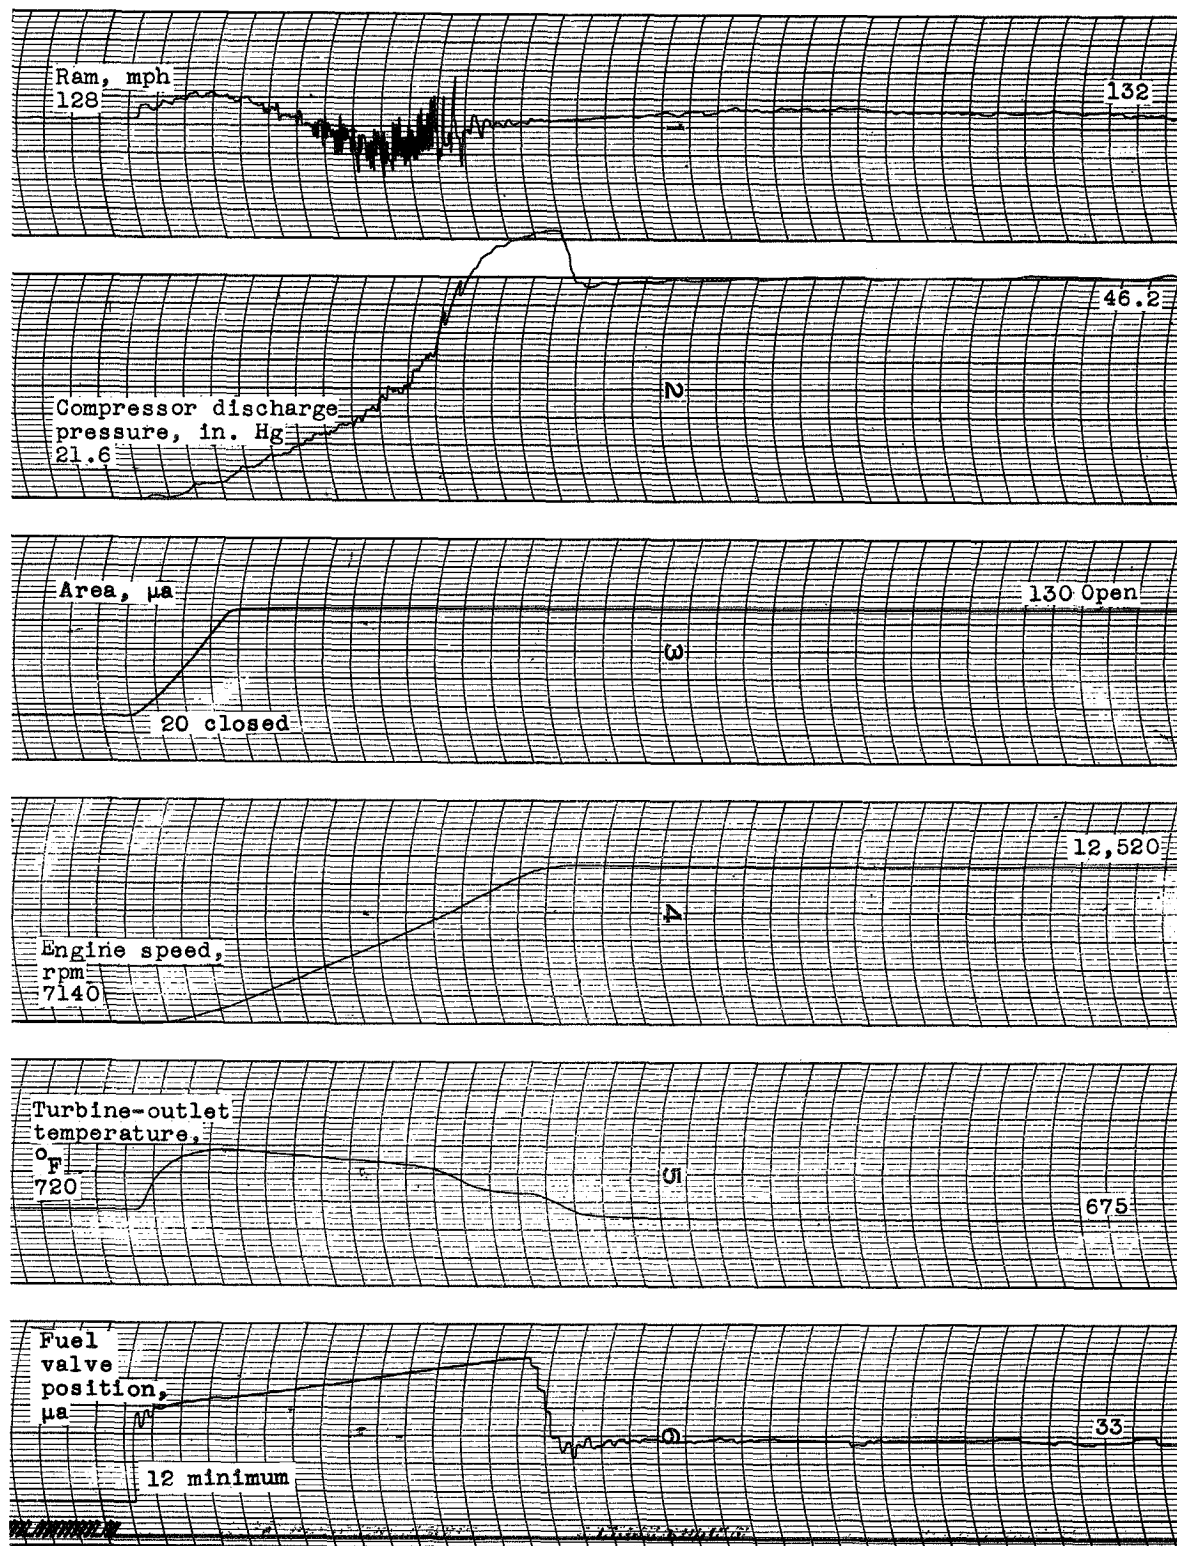 Ram, mph
128
132
1
46.2
2
Compressor discharge
pressure, in. Hg
21.6
Area, μa
130 Open
3
20 closed
12,520
4
Engine speed,
rpm
7140
Turbine-outlet
temperature,
°F
720
5
675
Fuel
valve
position,
μa
33
6
12 minimum